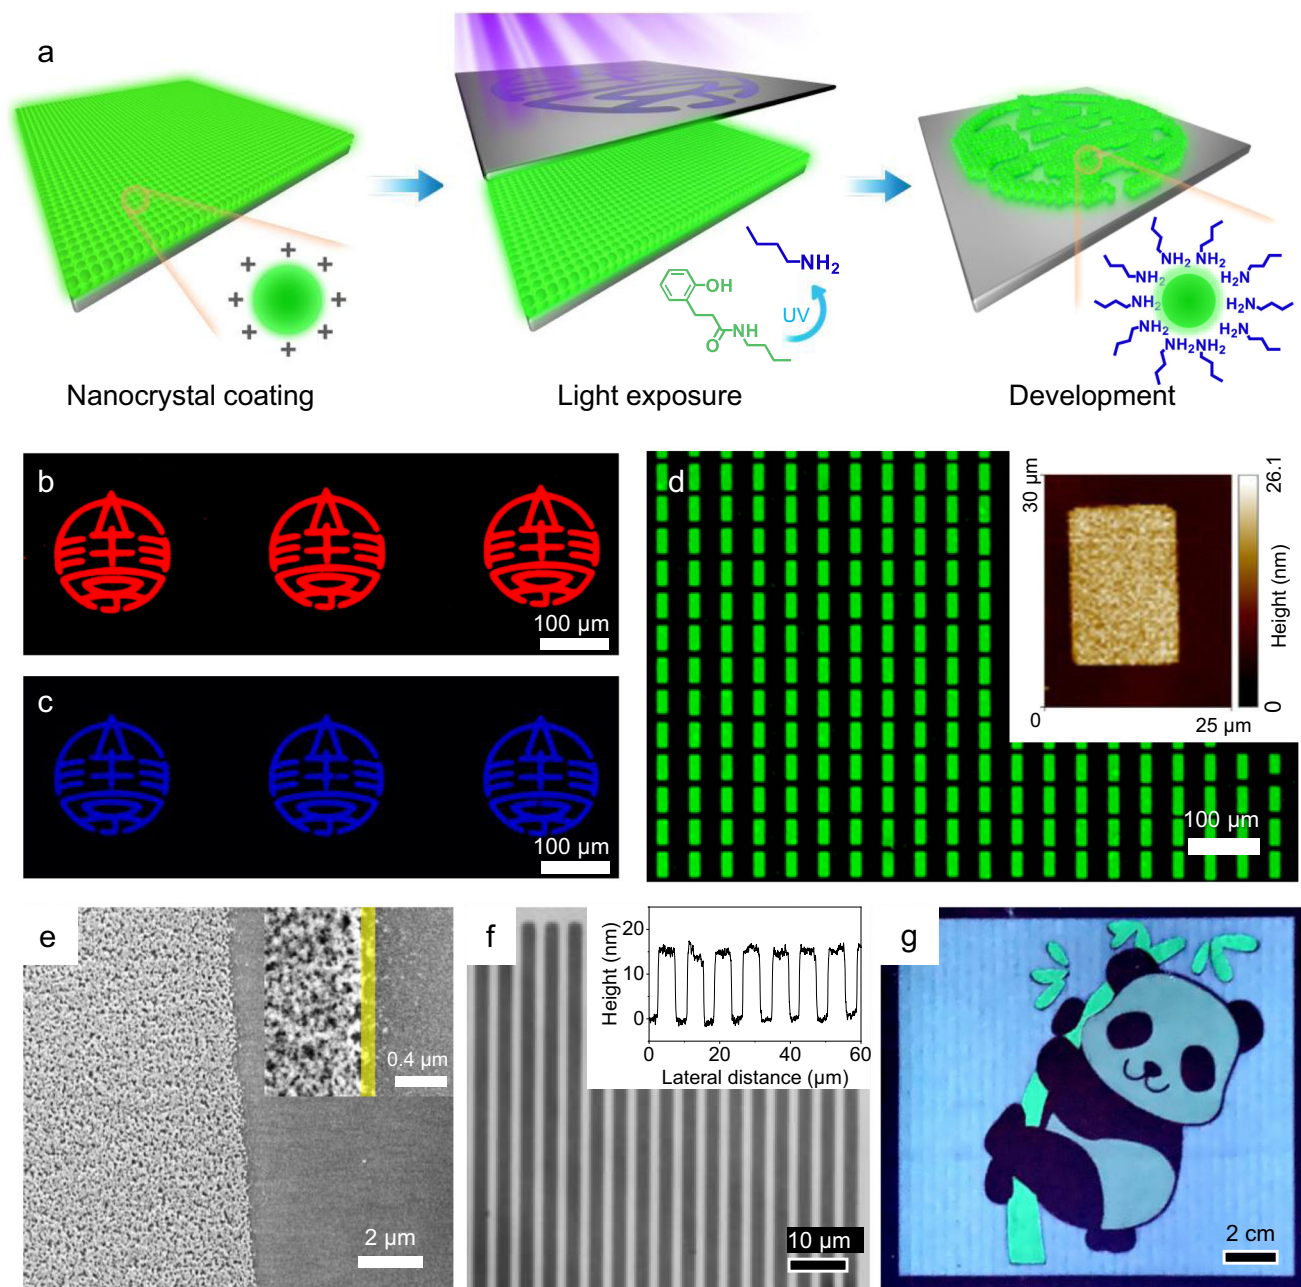 a
+ + + + + + + +
OH
NH
O
NH2
UV
NH2 NH2
NH2 H2N
NH2 H2N
NH2 H2N
NH2 NH2
Nanocrystal coating
Light exposure
Development
b
100 µm
c
100 µm
d
30 µm
0
25 µm
26.1
Height (nm)
0
100 µm
e
0.4 µm
2 µm
f
Height (nm)
20
10
0
0 20 40 60
Lateral distance (µm)
10 µm
g
2 cm